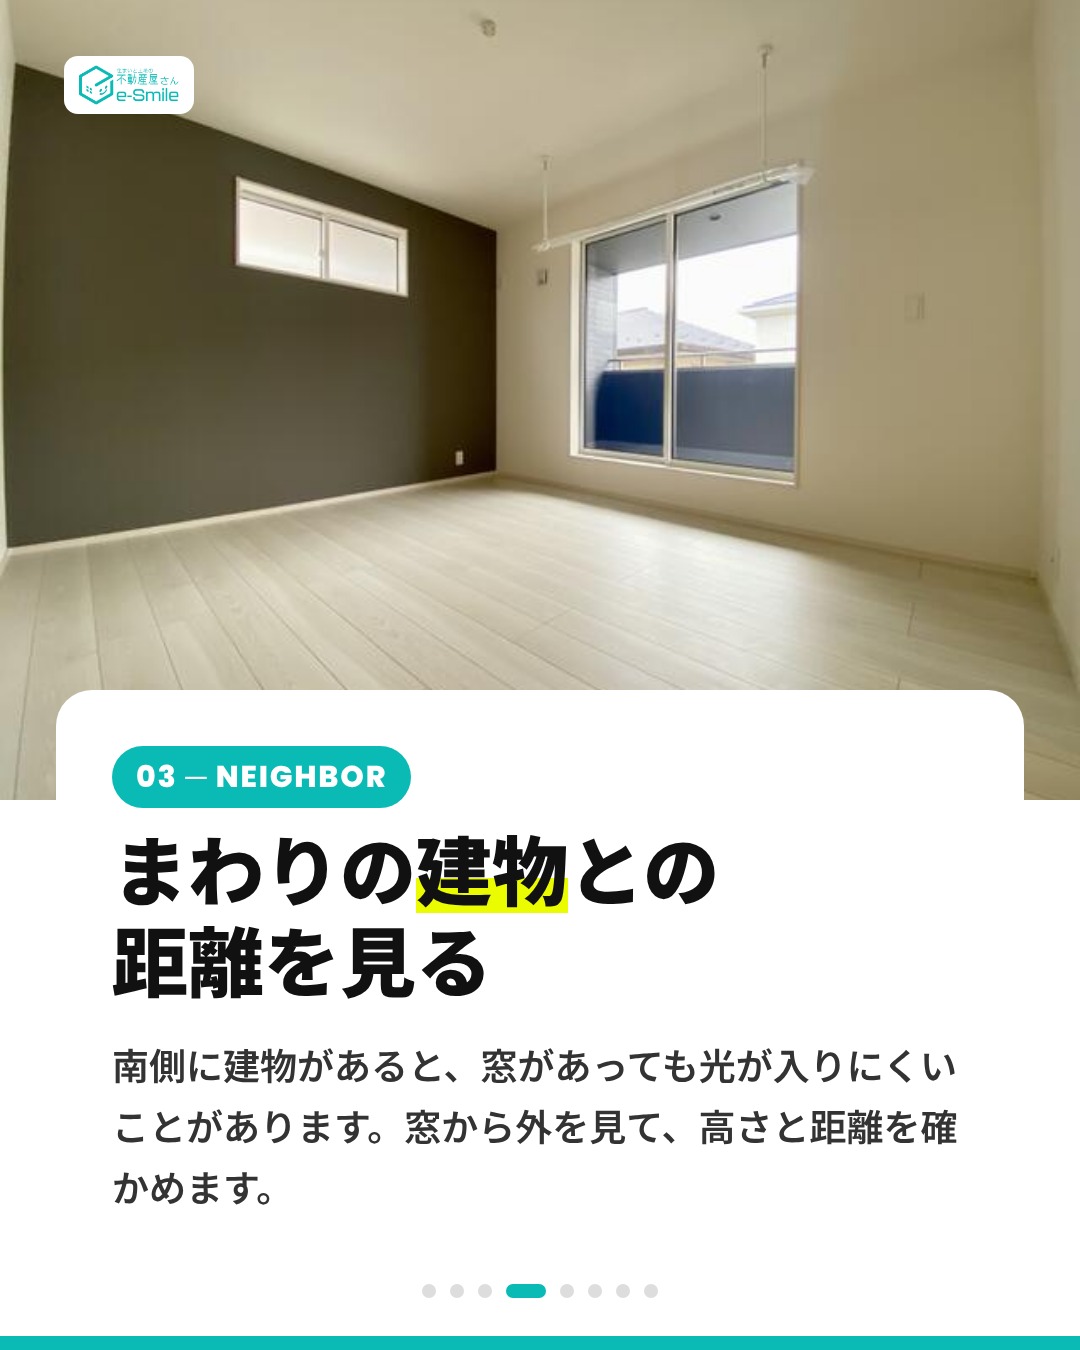 不動産屋さん
e-Smile
03 — NEIGHBOR
まわりの建物との
距離を見る
南側に建物があると、窓があっても光が入りにくい
ことがあります。窓から外を見て、高さと距離を確
かめます。